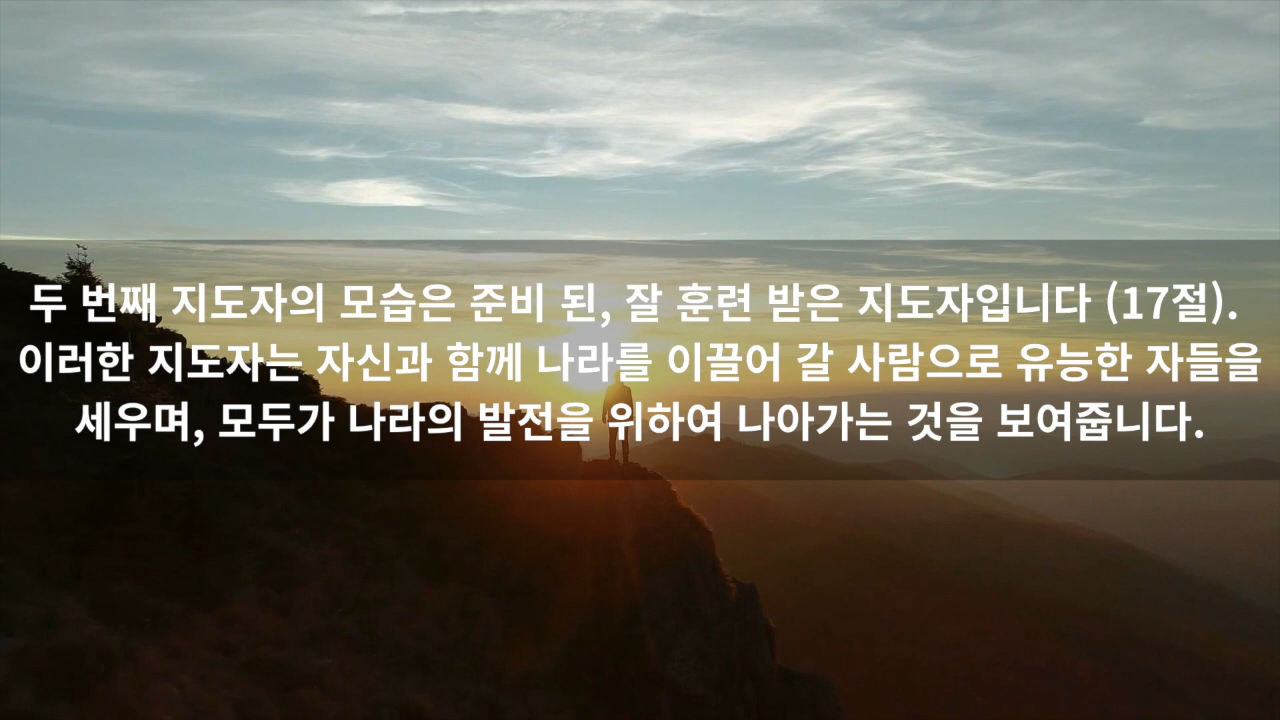 두 번째 지도자의 모습은 준비 된, 잘 훈련 받은 지도자입니다 (17절).
이러한 지도자는 자신과 함께 나라를 이끌어 갈 사람으로 유능한 자들을
세우며, 모두가 나라의 발전을 위하여 나아가는 것을 보여줍니다.